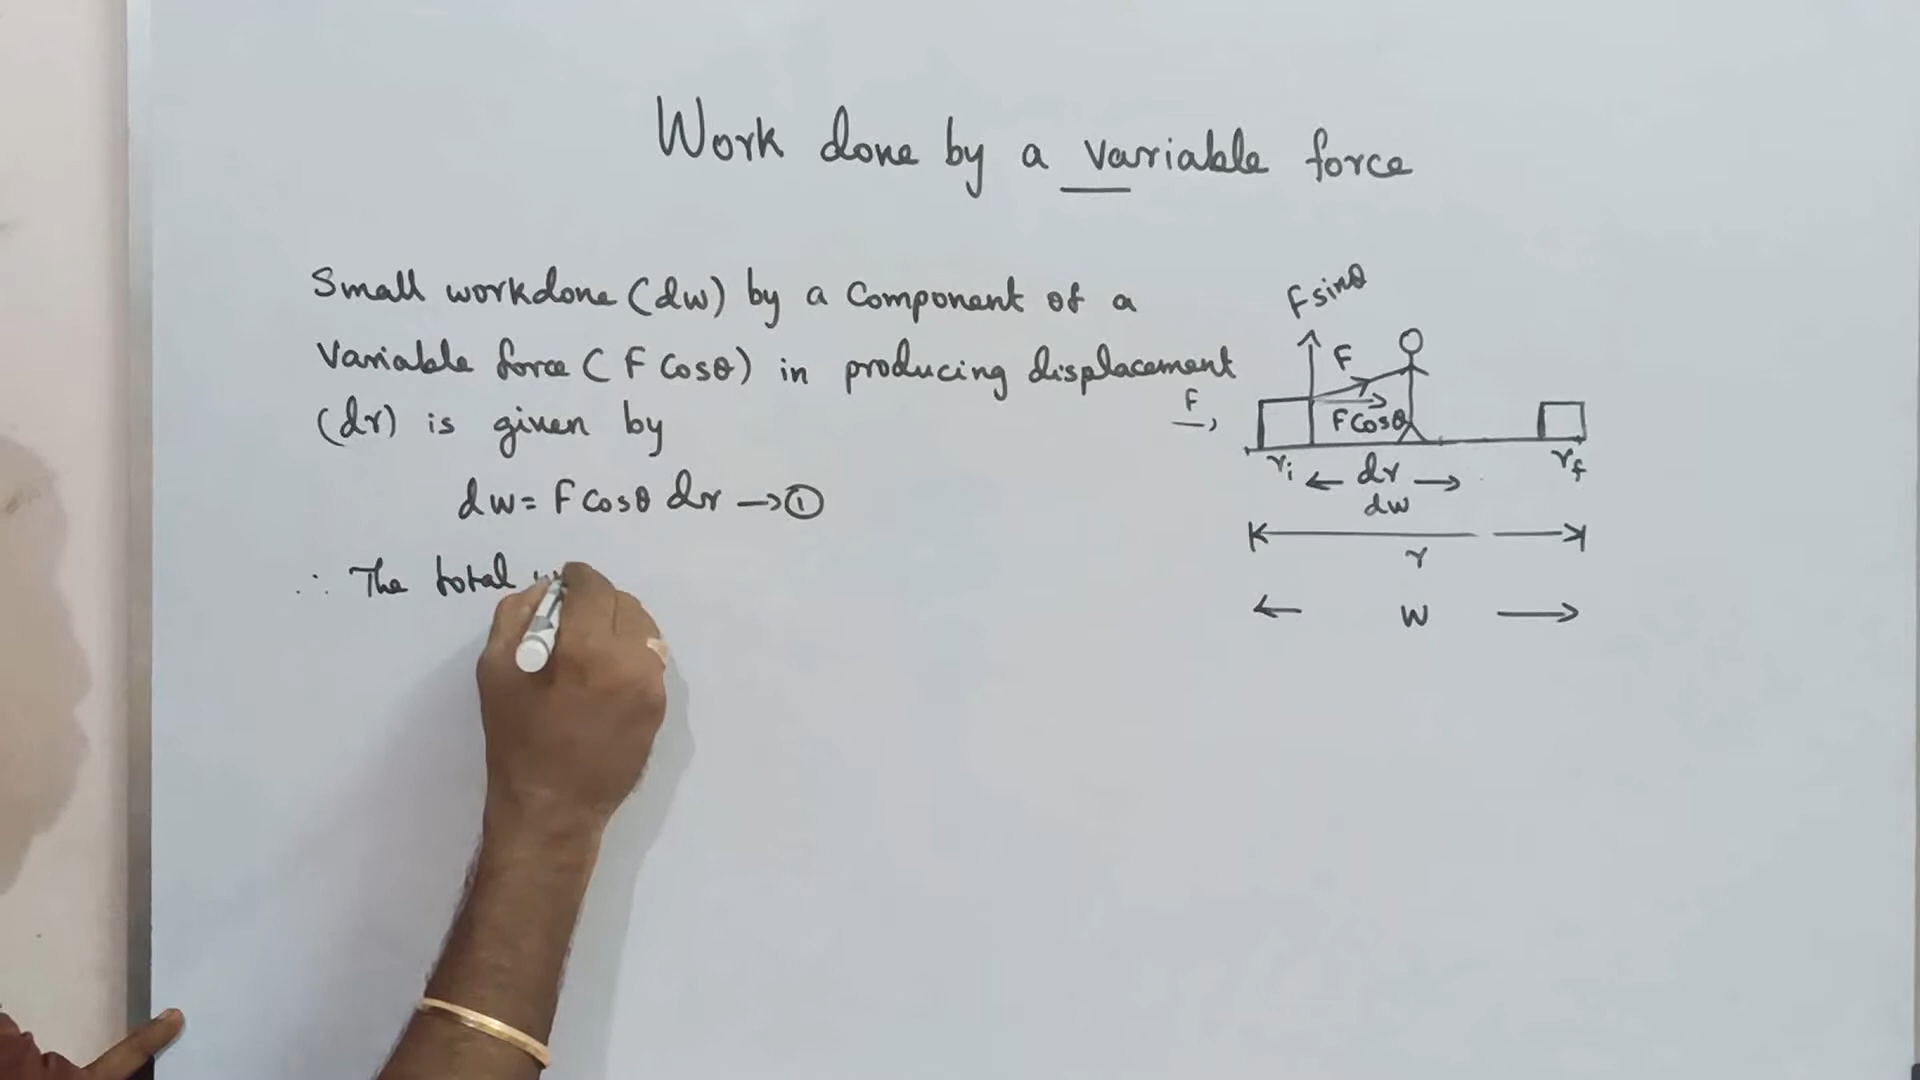 Work done by a variable force
Small workdone (dw) by a Component of a
Variable force (F Cosθ) in producing displacement
(dr) is given by
dw = F Cosθ dr → ①
∴ The total
F sinθ
F
F
F Cosθ
ri
dr
rf
dw
r
W